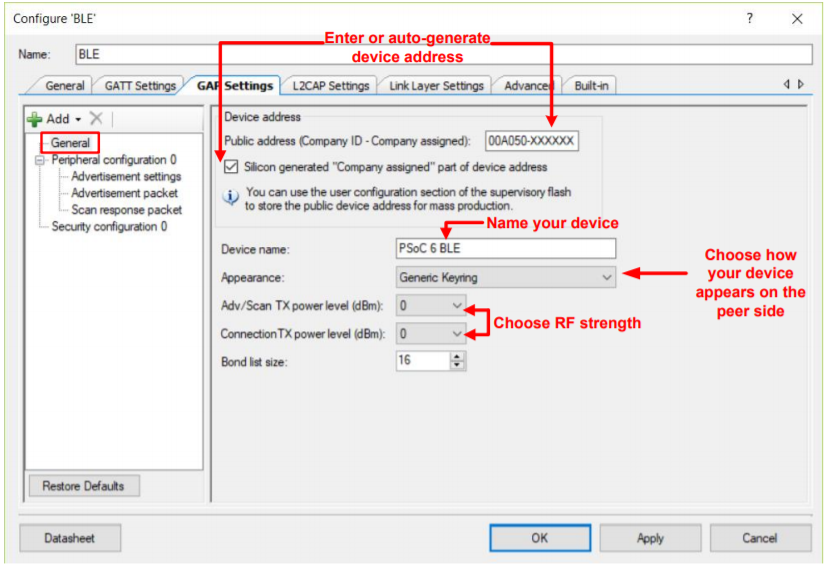 Configure 'BLE'
? ×
Enter or auto-generate
device address
Name: BLE
General GATT Settings GAP Settings L2CAP Settings Link Layer Settings Advanced Built-in
Add
General
Peripheral configuration 0
Advertisement settings
Advertisement packet
Scan response packet
Security configuration 0
Restore Defaults
Device address
Public address (Company ID - Company assigned): 00A050-XXXXXX
Silicon generated "Company assigned" part of device address
You can use the user configuration section of the supervisory flash
to store the public device address for mass production.
Name your device
Device name: PSoC 6 BLE
Appearance: Generic Keyring
Choose how
your device
appears on the
peer side
Adv/Scan TX power level (dBm): 0
Connection TX power level (dBm): 0
Choose RF strength
Bond list size: 16
Datasheet OK Apply Cancel